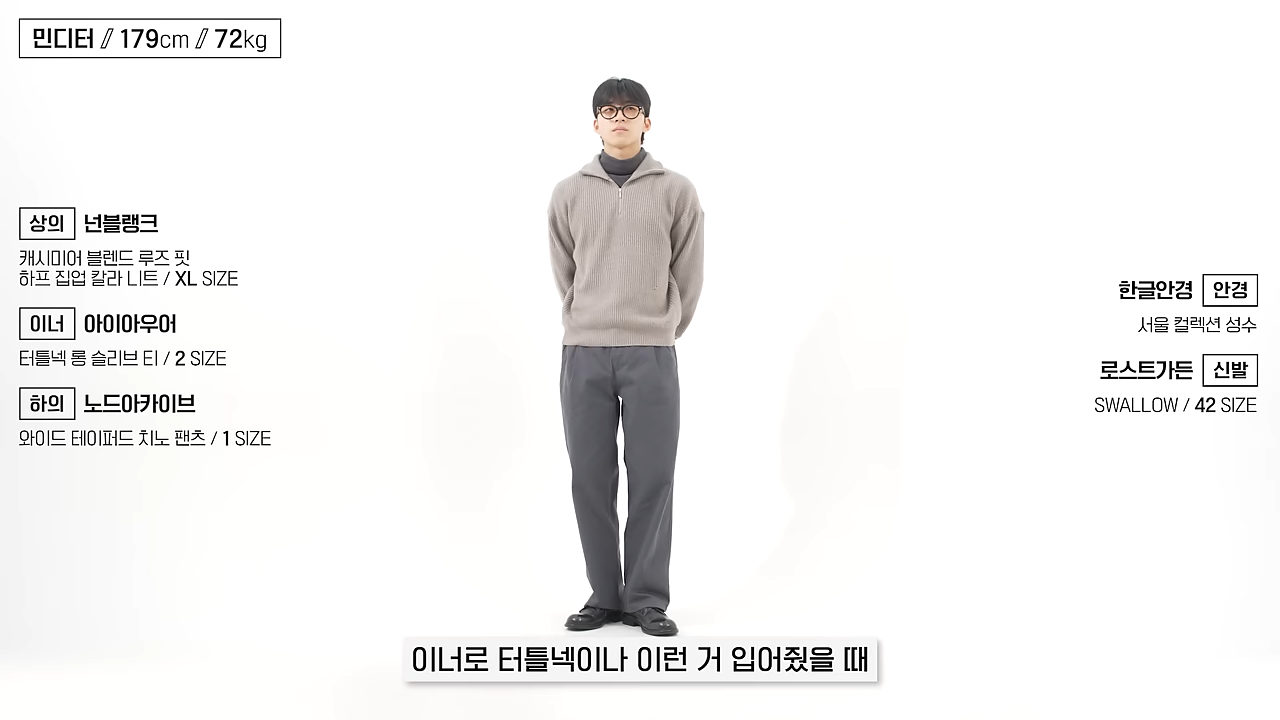 민디터 // 179cm // 72kg
상의 넌블랭크
캐시미어 블렌드 루즈 핏
하프 집업 칼라 니트 / XL SIZE
이너 아이아우어
터틀넥 롱 슬리브 티 / 2 SIZE
하의 노드아카이브
와이드 테이퍼드 치노 팬츠 / 1 SIZE
한글안경 안경
서울 컬렉션 성수
로스트가든 신발
SWALLOW / 42 SIZE
이너로 터틀넥이나 이런 거 입어줬을 때